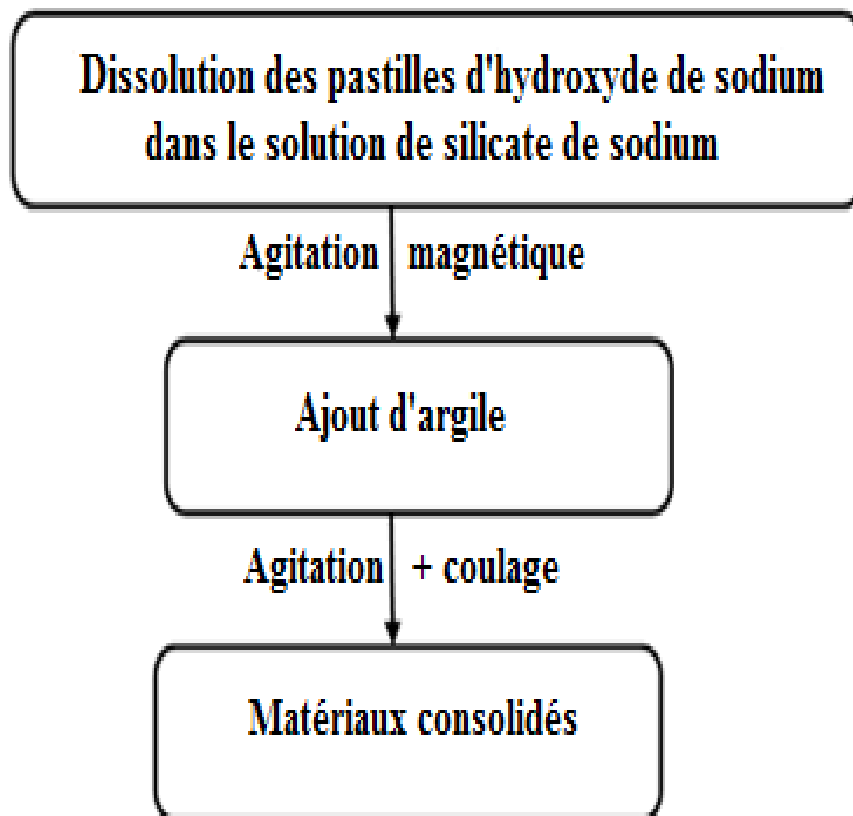 Dissolution des pastilles d'hydroxyde de sodium
dans le solution de silicate de sodium
Agitation magnétique
Ajout d'argile
Agitation + coulage
Matériaux consolidés